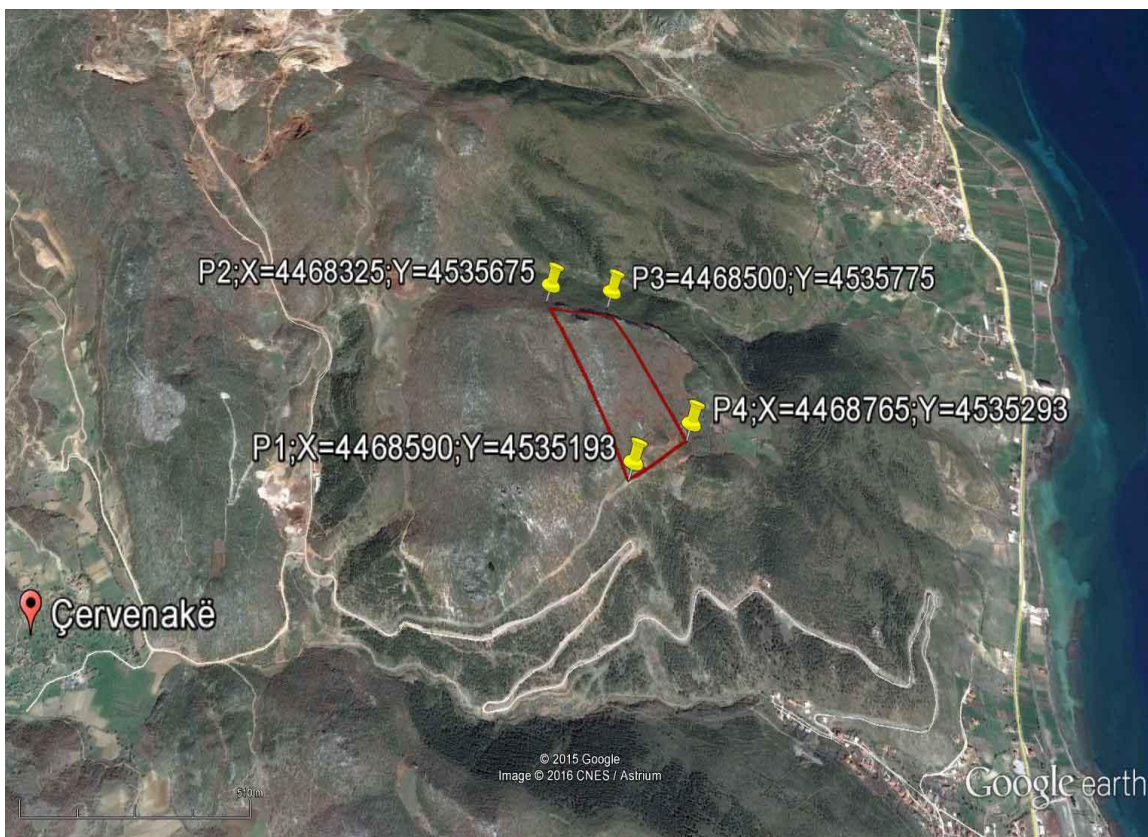 P2;X=4468325;Y=4535675
P3=4468500;Y=4535775
P4;X=4468765;Y=4535293
P1;X=4468590;Y=4535193
Çervenakë
© 2015 Google
Image © 2016 CNES / Astrium
Google earth